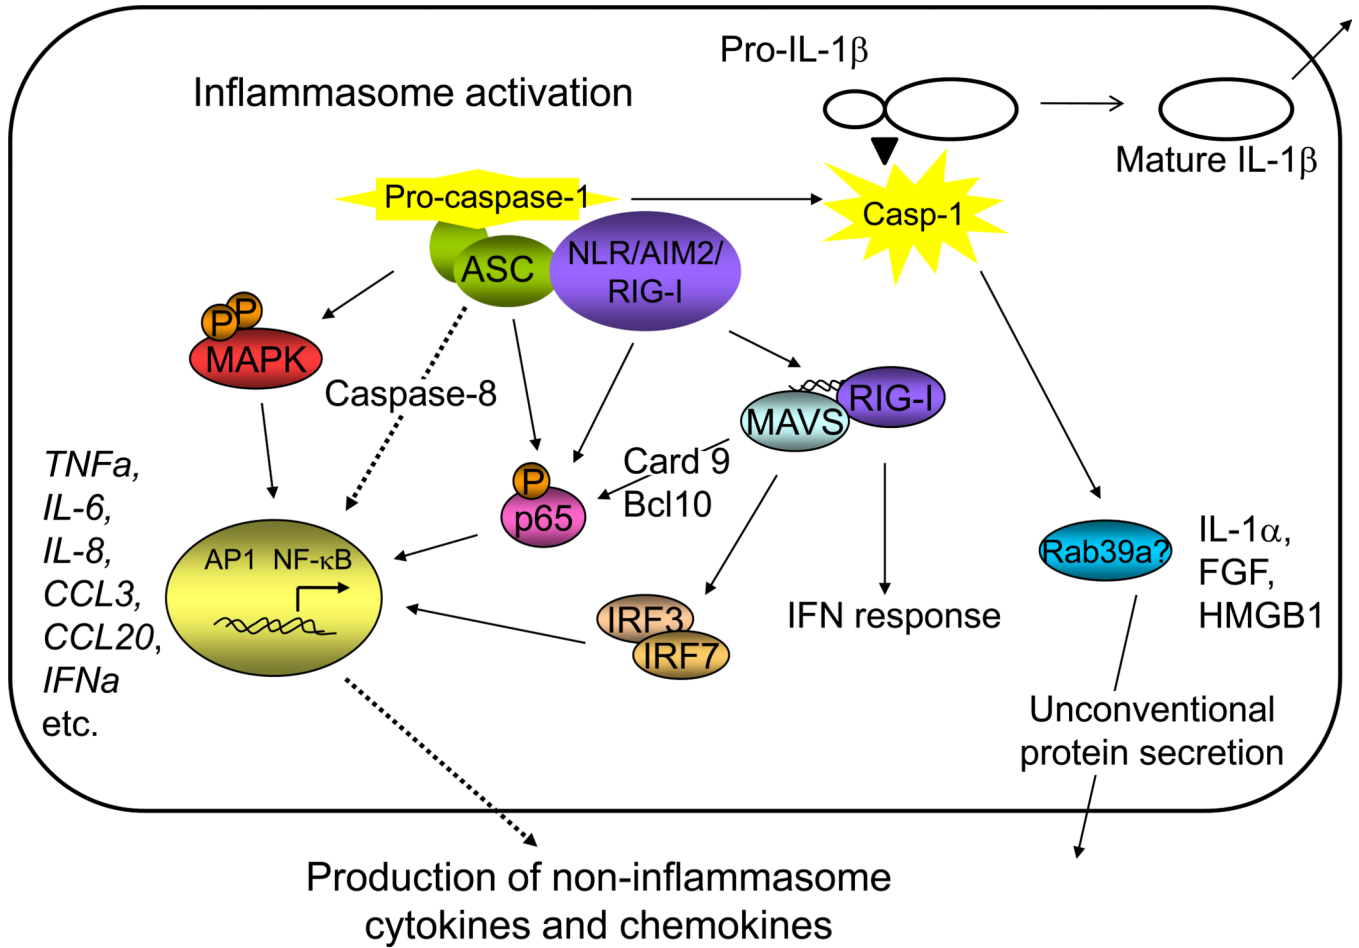 Pro-IL-1β
Inflammasome activation
Mature IL-1β
Pro-caspase-1
Casp-1
ASC
NLR/AIM2/
RIG-I
P
P
MAPK
Caspase-8
RIG-I
MAVS
Card 9
Bcl10
P
p65
TNFa,
IL-6,
IL-8,
CCL3,
CCL20,
IFNa
etc.
AP1 NF-κB
IRF3
IRF7
IFN response
Rab39a?
IL-1α,
FGF,
HMGB1
Unconventional
protein secretion
Production of non-inflammasome
cytokines and chemokines